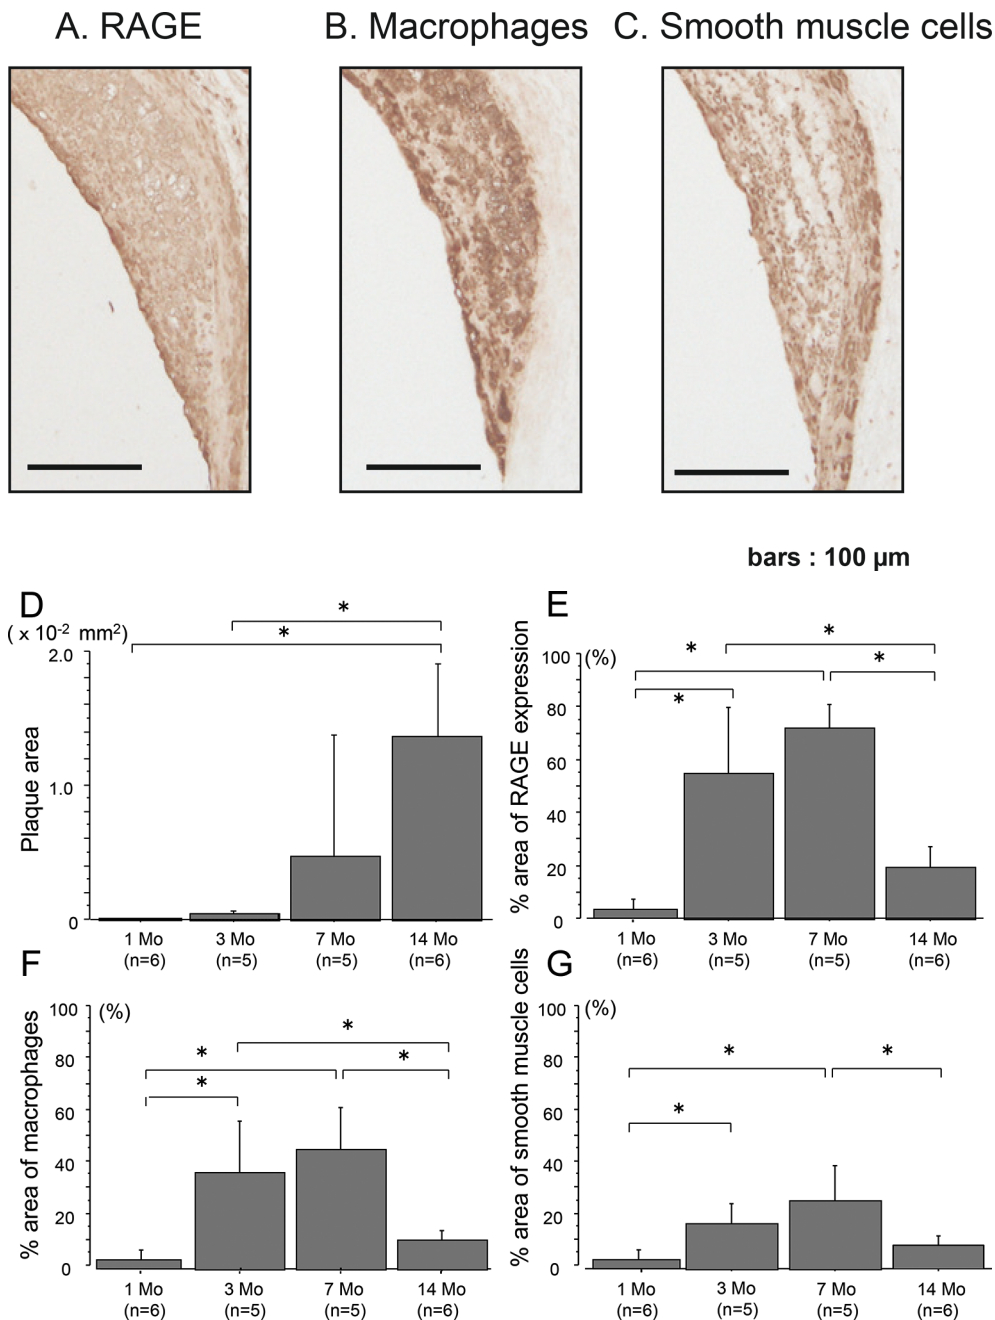 A. RAGE
B. Macrophages
C. Smooth muscle cells
bars : 100 µm
D
( x 10-2 mm2)
*
*
Plaque area
2.0
1.0
0
1 Mo
(n=6)
3 Mo
(n=5)
7 Mo
(n=5)
14 Mo
(n=6)
E
(%)
*
*
*
*
% area of RAGE expression
100
80
60
40
20
0
1 Mo
(n=6)
3 Mo
(n=5)
7 Mo
(n=5)
14 Mo
(n=6)
F
(%)
*
*
*
*
% area of macrophages
100
80
60
40
20
0
1 Mo
(n=6)
3 Mo
(n=5)
7 Mo
(n=5)
14 Mo
(n=6)
G
(%)
*
*
*
% area of smooth muscle cells
100
80
60
40
20
0
1 Mo
(n=6)
3 Mo
(n=5)
7 Mo
(n=5)
14 Mo
(n=6)